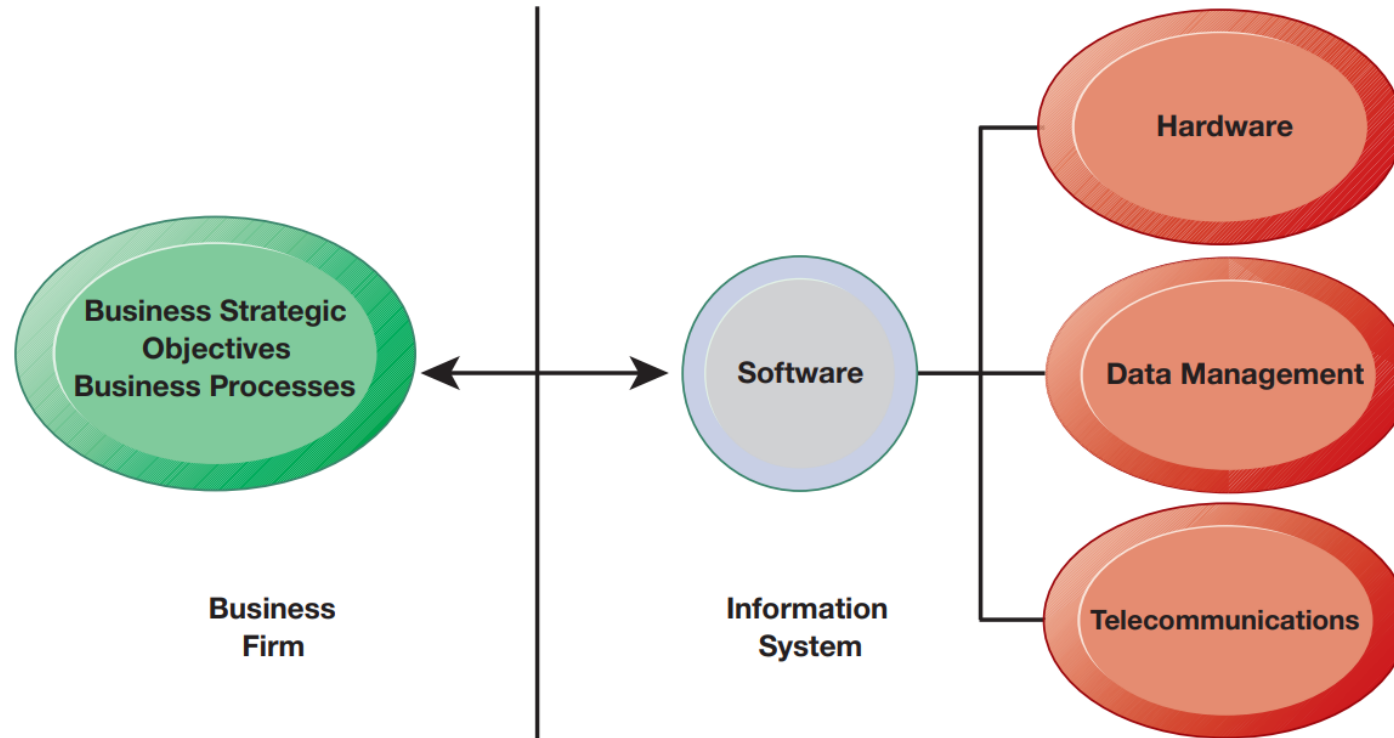 Business Strategic
Objectives
Business Processes
Software
Hardware
Data Management
Telecommunications
Business
Firm
Information
System